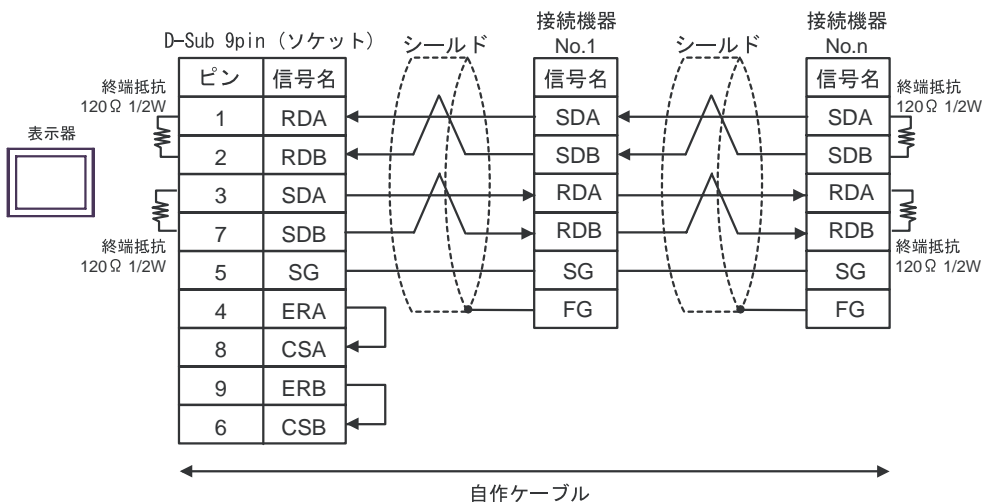 D-Sub 9pin (ソケット)
シールド
接続機器
No.1
シールド
接続機器
No.n
ピン 信号名
信号名
信号名
終端抵抗
120Ω 1/2W
終端抵抗
120Ω 1/2W
表示器
1 RDA SDA SDA
2 RDB SDB SDB
3 SDA RDA RDA
7 SDB RDB RDB
終端抵抗
120Ω 1/2W
終端抵抗
120Ω 1/2W
5 SG SG SG
4 ERA FG FG
8 CSA
9 ERB
6 CSB
自作ケーブル